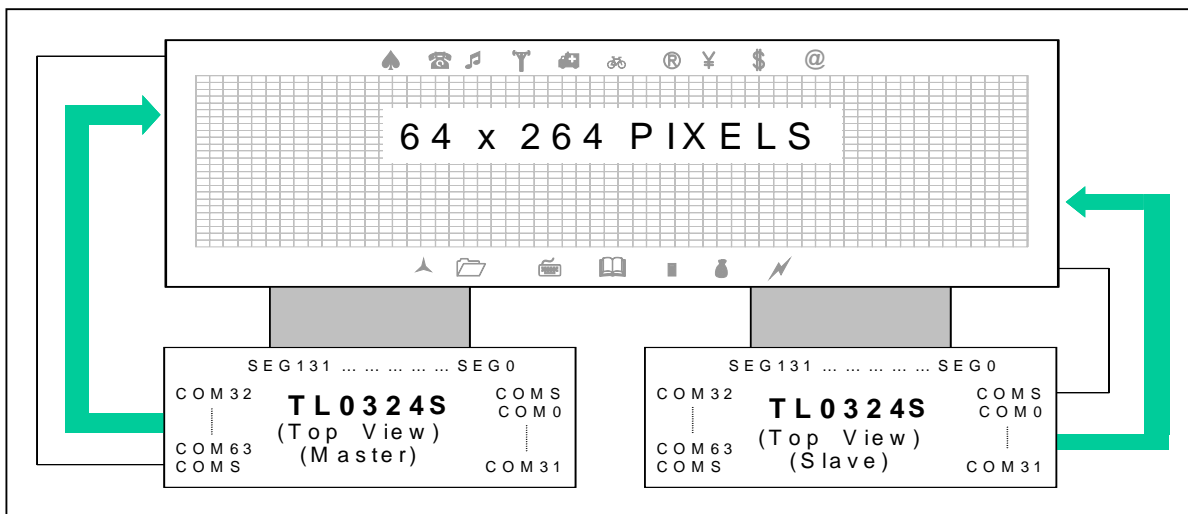 ® ¥ $ @
64 x 264 PIXELS
SEG131 ... ... ... ... ... SEG0
COM32
COMS
COM0
TL0324S
(Top View)
(Master)
COM63
COMS
COM31
SEG131 ... ... ... ... ... SEG0
COM32
COMS
COM0
TL0324S
(Top View)
(Slave)
COM63
COMS
COM31